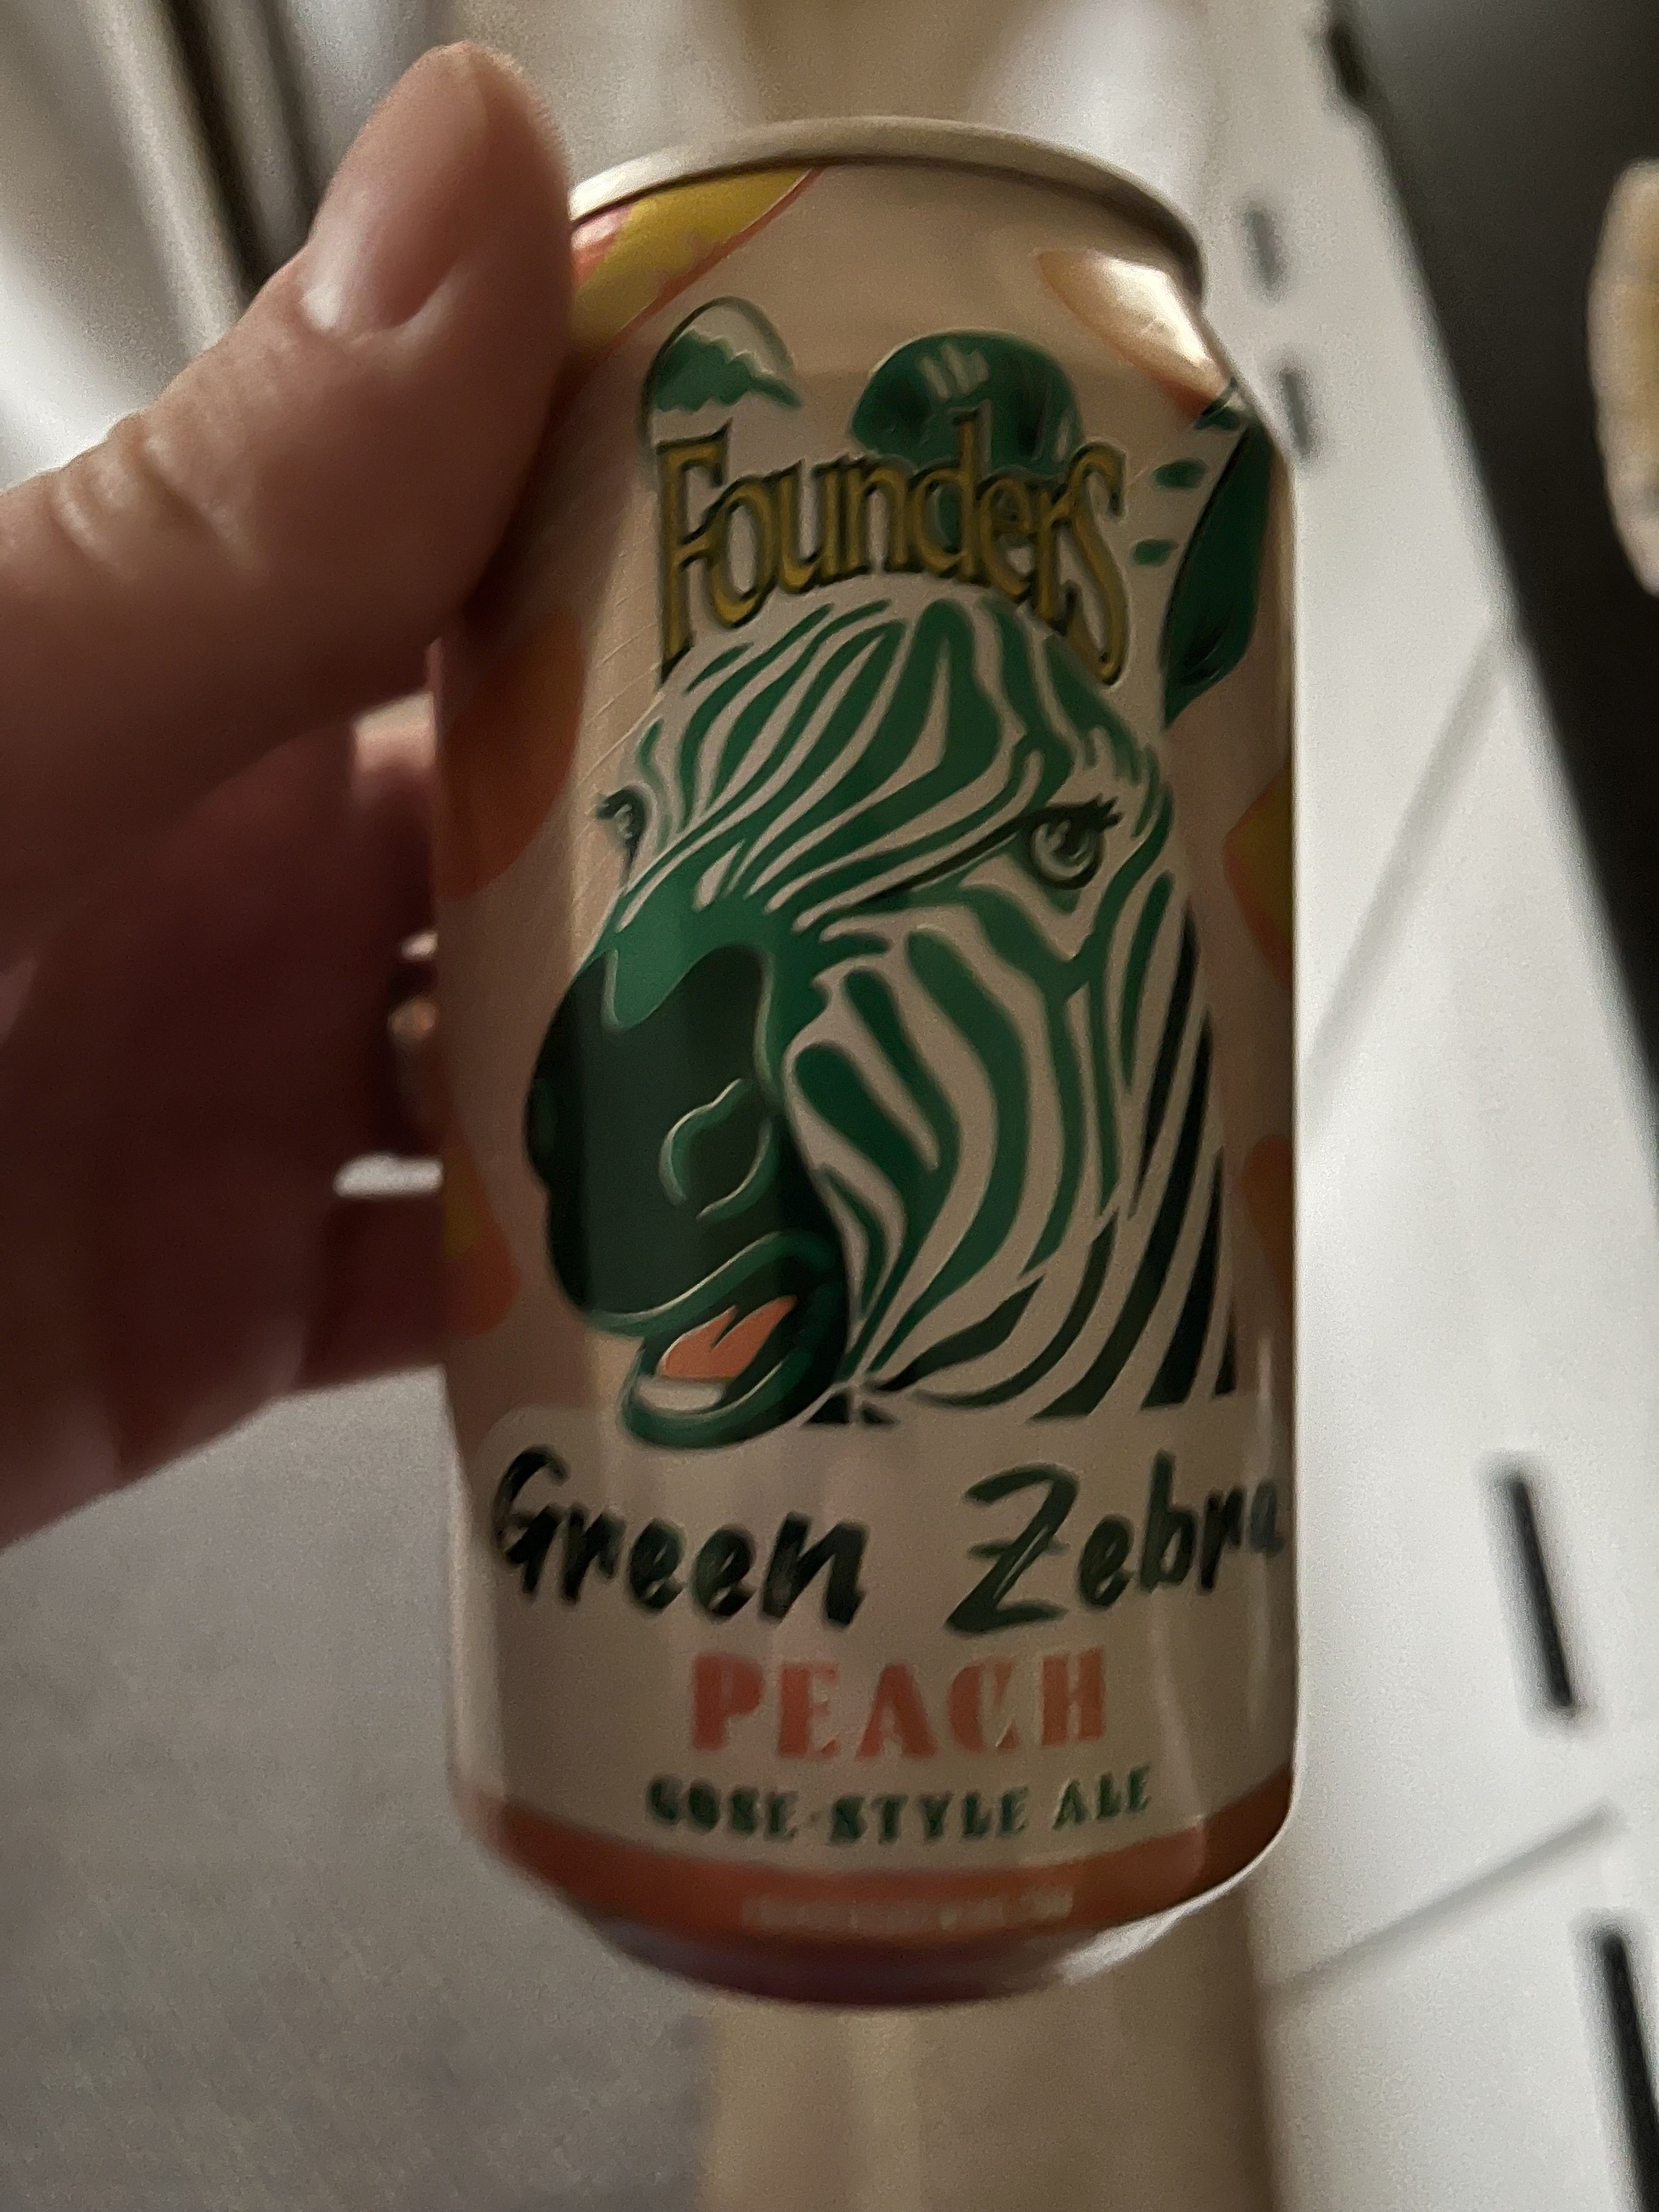 Founders
Green Zebra
PEACH
GOSE-STYLE ALE